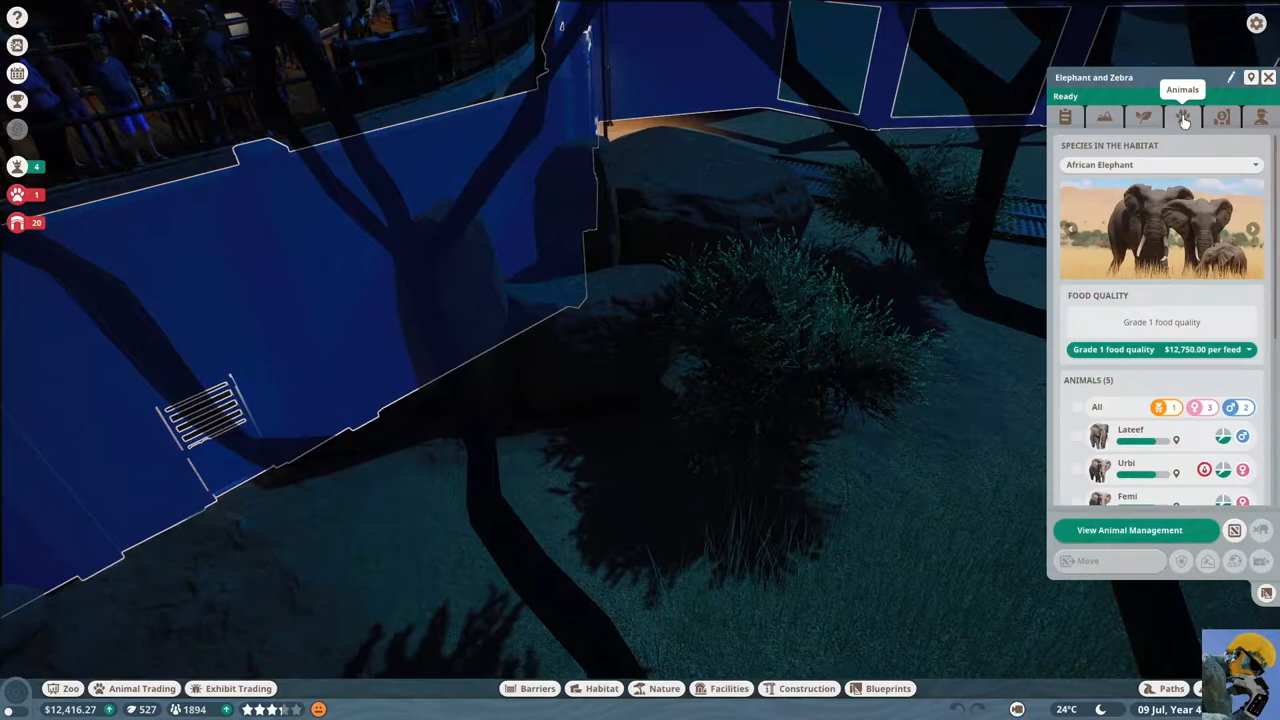 ?
Elephant and Zebra
Animals
Ready
SPECIES IN THE HABITAT
African Elephant
4
1
20
FOOD QUALITY
Grade 1 food quality
Grade 1 food quality $12,750.00 per feed
ANIMALS (5)
All 1 3 2
Lateef
Urbi
Femi
View Animal Management
Move
Zoo Animal Trading Exhibit Trading Barriers Habitat Nature Facilities Construction Blueprints Paths
$12,416.27 527 1894 24°C 09 Jul, Year 4